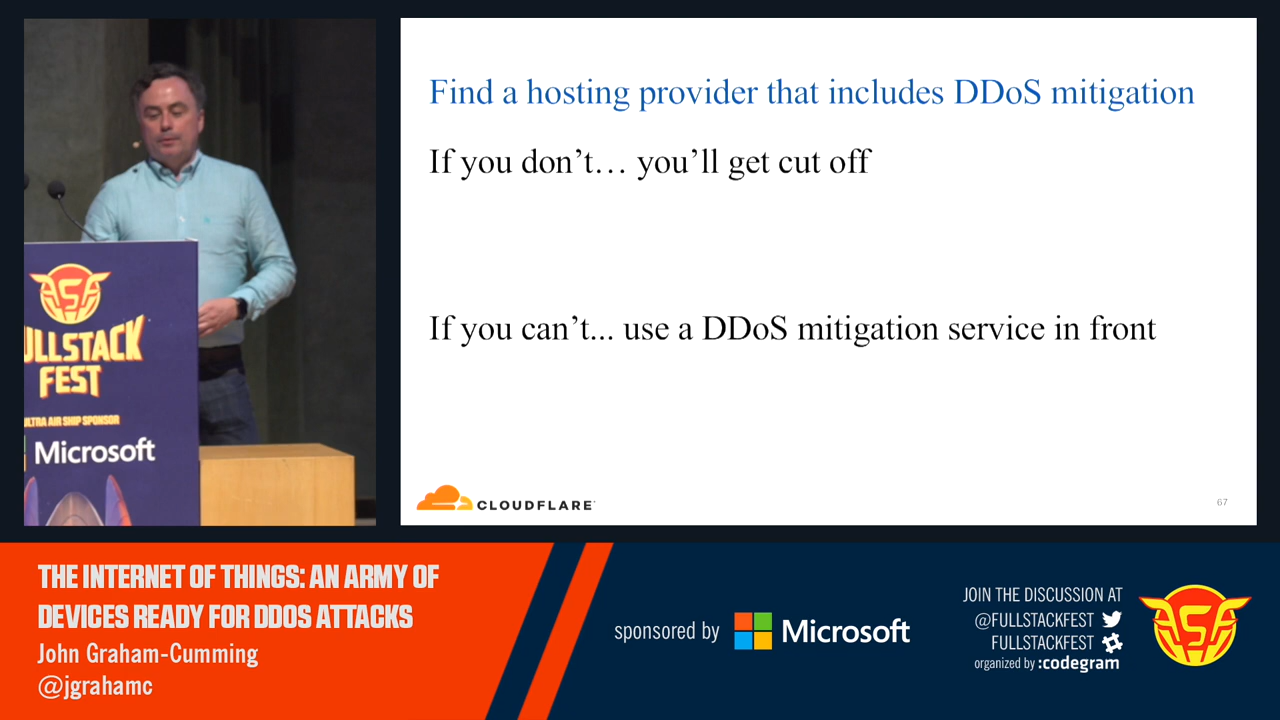 Find a hosting provider that includes DDoS mitigation
If you don’t… you’ll get cut off
If you can’t... use a DDoS mitigation service in front
CLOUDFLARE
67
FULLSTACK
FEST
ULTRA AIR SHIP SPONSOR
Microsoft
THE INTERNET OF THINGS: AN ARMY OF
DEVICES READY FOR DDOS ATTACKS
John Graham-Cumming
@jgrahamc
sponsored by Microsoft
JOIN THE DISCUSSION AT
@FULLSTACKFEST
FULLSTACKFEST
organized by :codegram